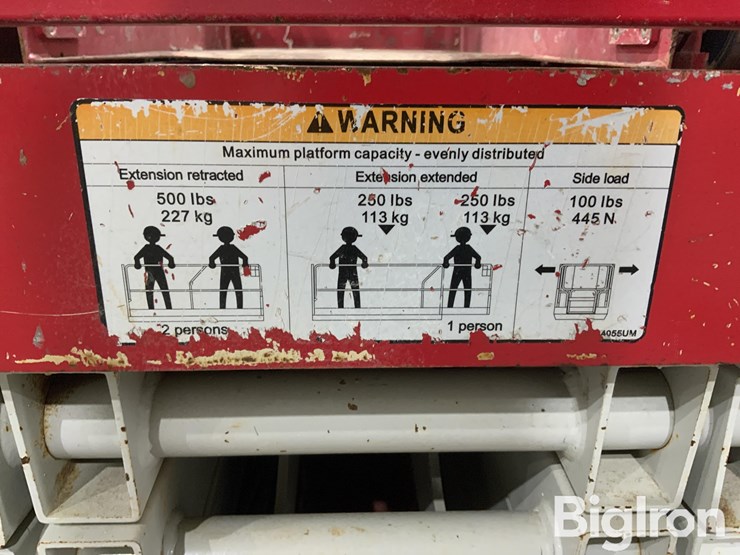 WARNING
Maximum platform capacity - evenly distributed
Extension retracted
500 lbs
227 kg
2 persons
Extension extended
250 lbs 250 lbs
113 kg 113 kg
1 person
Side load
100 lbs
445 N
A055UM
BigIron